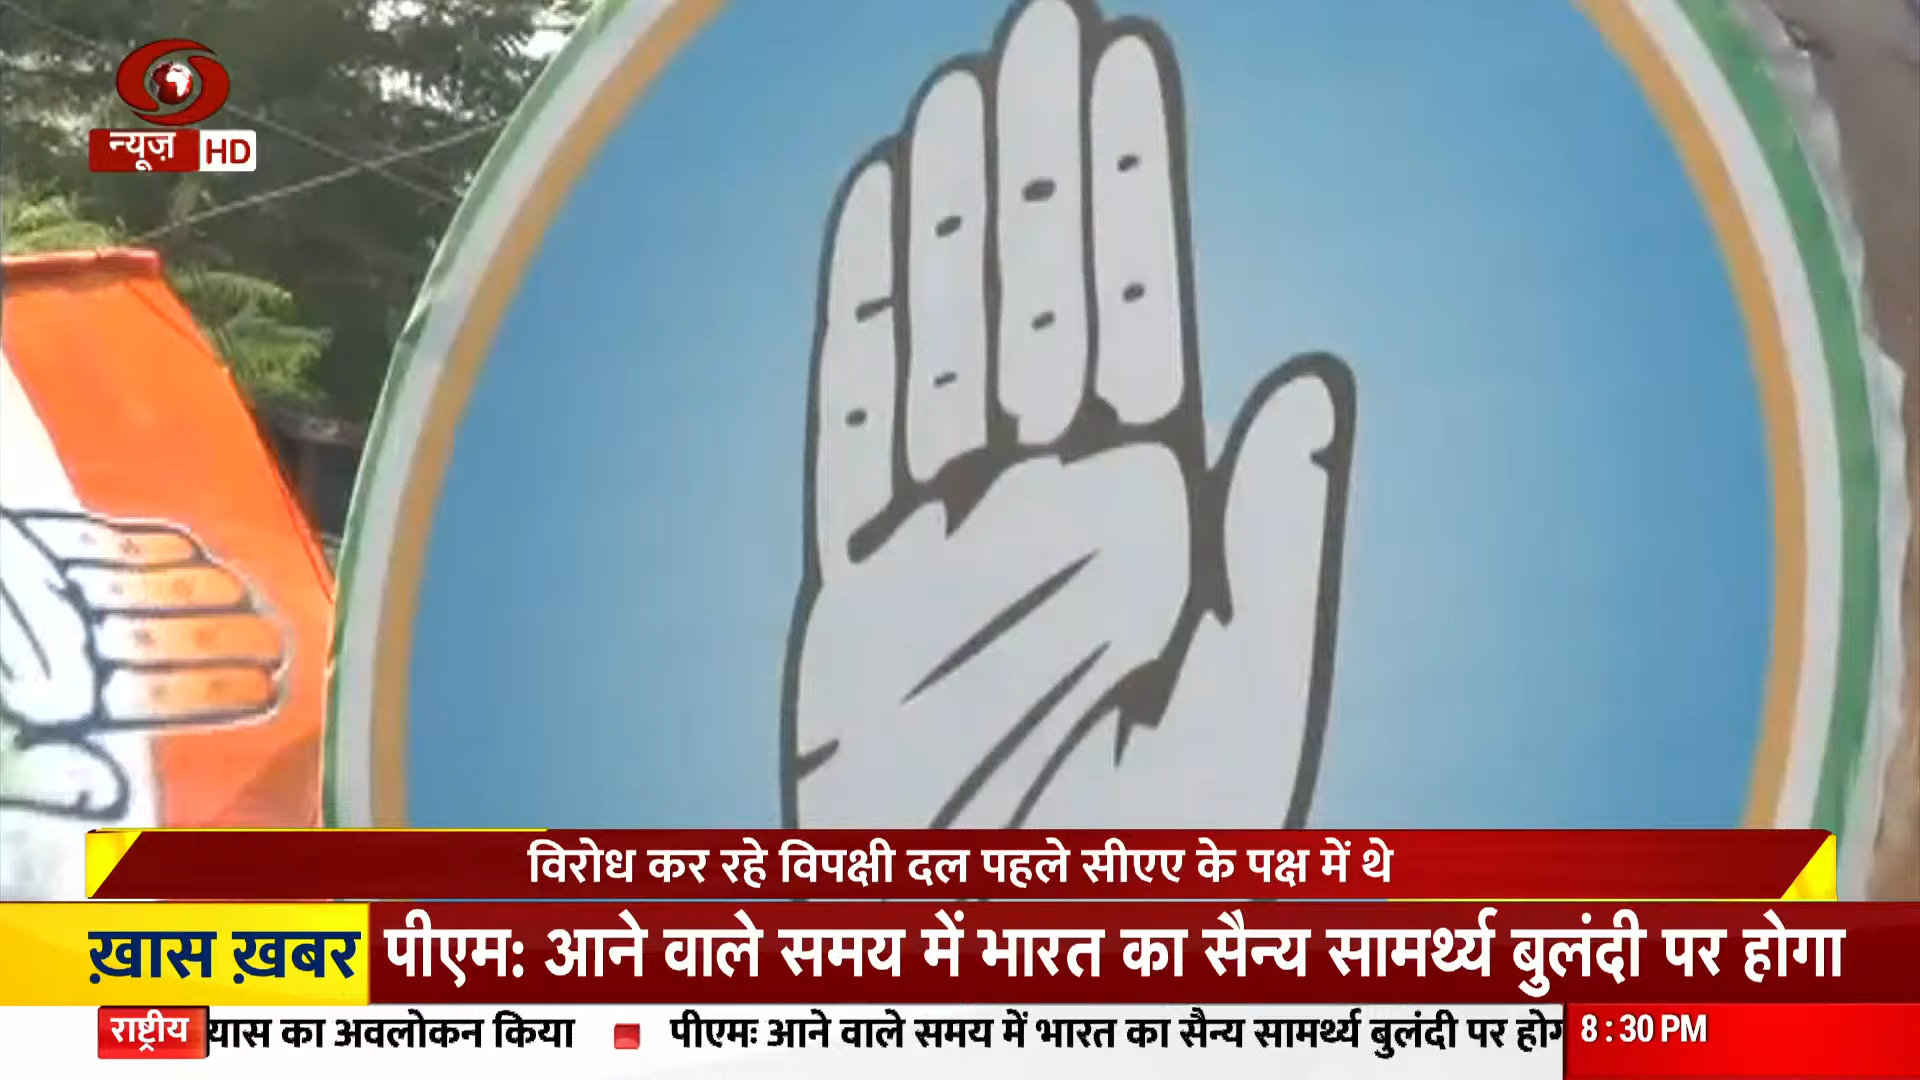 न्यूज़ HD
विरोध कर रहे विपक्षी दल पहले सीएए के पक्ष में थे
ख़ास ख़बर पीएम: आने वाले समय में भारत का सैन्य सामर्थ्य बुलंदी पर होगा
राष्ट्रीय यास का अवलोकन किया पीएमः आने वाले समय में भारत का सैन्य सामर्थ्य बुलंदी पर 8:30 PM